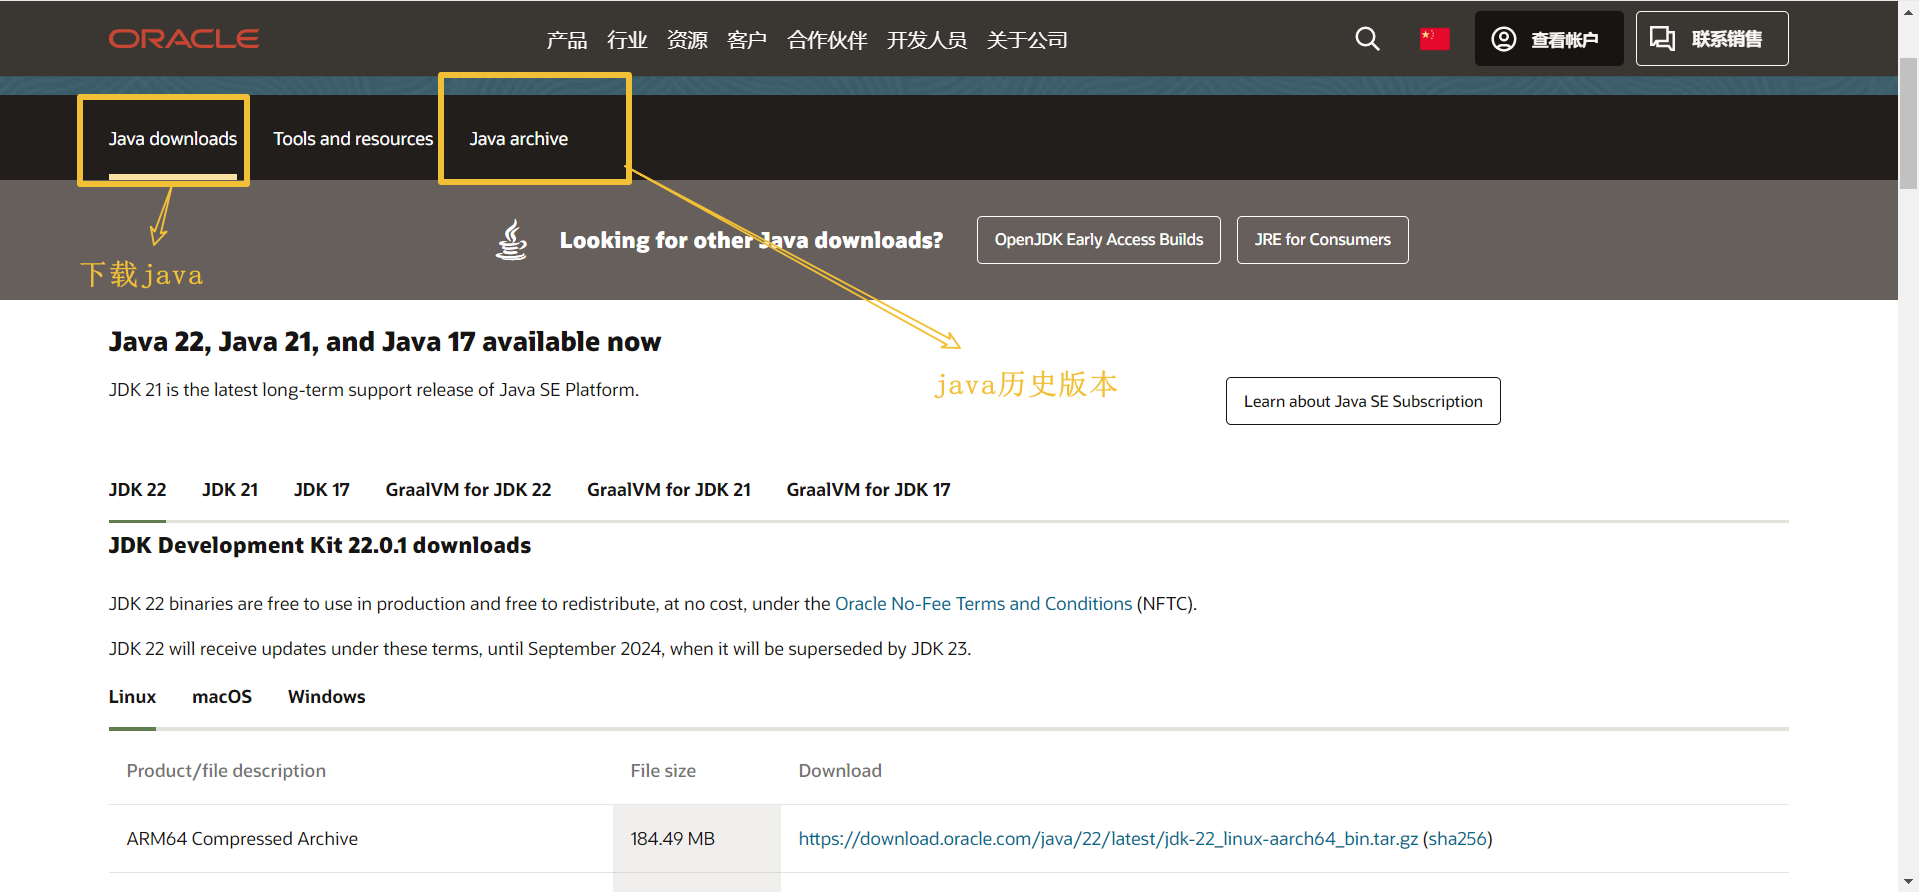 ORACLE
产品 行业 资源 客户 合作伙伴 开发人员 关于公司
查看帐户
联系销售
Java downloads
Tools and resources
Java archive
Looking for other Java downloads?
OpenJDK Early Access Builds
JRE for Consumers
下载java
Java 22, Java 21, and Java 17 available now
JDK 21 is the latest long-term support release of Java SE Platform.
java历史版本
Learn about Java SE Subscription
JDK 22 JDK 21 JDK 17 GraalVM for JDK 22 GraalVM for JDK 21 GraalVM for JDK 17
JDK Development Kit 22.0.1 downloads
JDK 22 binaries are free to use in production and free to redistribute, at no cost, under the Oracle No-Fee Terms and Conditions (NFTC).
JDK 22 will receive updates under these terms, until September 2024, when it will be superseded by JDK 23.
Linux macOS Windows
Product/file description File size Download
ARM64 Compressed Archive 184.49 MB https://download.oracle.com/java/22/latest/jdk-22_linux-aarch64_bin.tar.gz (sha256)